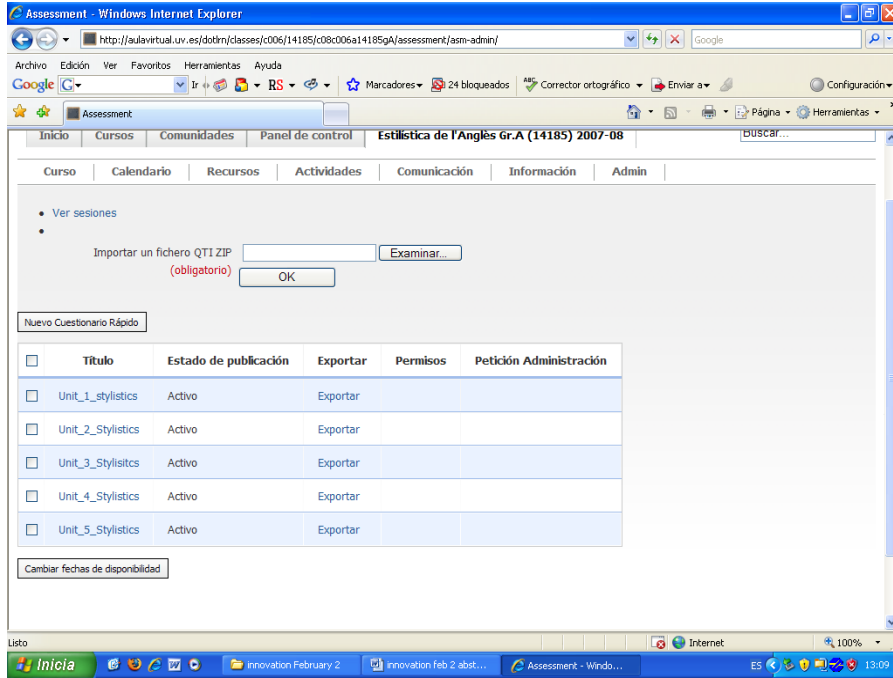 Assessment - Windows Internet Explorer
http://aulavirtual.uv.es/dotlrn/classes/c006/14185/c08c006a14185gA/assessment/asm-admin/
Google
Archivo Edición Ver Favoritos Herramientas Ayuda
Google G Ir RS Marcadores 24 bloqueados ABC Corrector ortográfico Enviar a Configuración
Assessment Página Herramientas
Inicio Cursos Comunidades Panel de control Estilística de l'Anglès Gr.A (14185) 2007-08 Buscar...
Curso Calendario Recursos Actividades Comunicación Información Admin
Ver sesiones
Importar un fichero QTI ZIP Examinar...
(obligatorio) OK
Nuevo Cuestionario Rápido
Título Estado de publicación Exportar Permisos Petición Administración
Unit_1_stylistics Activo Exportar
Unit_2_Stylistics Activo Exportar
Unit_3_Stylisitcs Activo Exportar
Unit_4_Stylistics Activo Exportar
Unit_5_Stylistics Activo Exportar
Cambiar fechas de disponibilidad
Listo Internet 100%
Inicia innovation February 2 innovation feb 2 abst... Assessment - Windo... ES 13:09